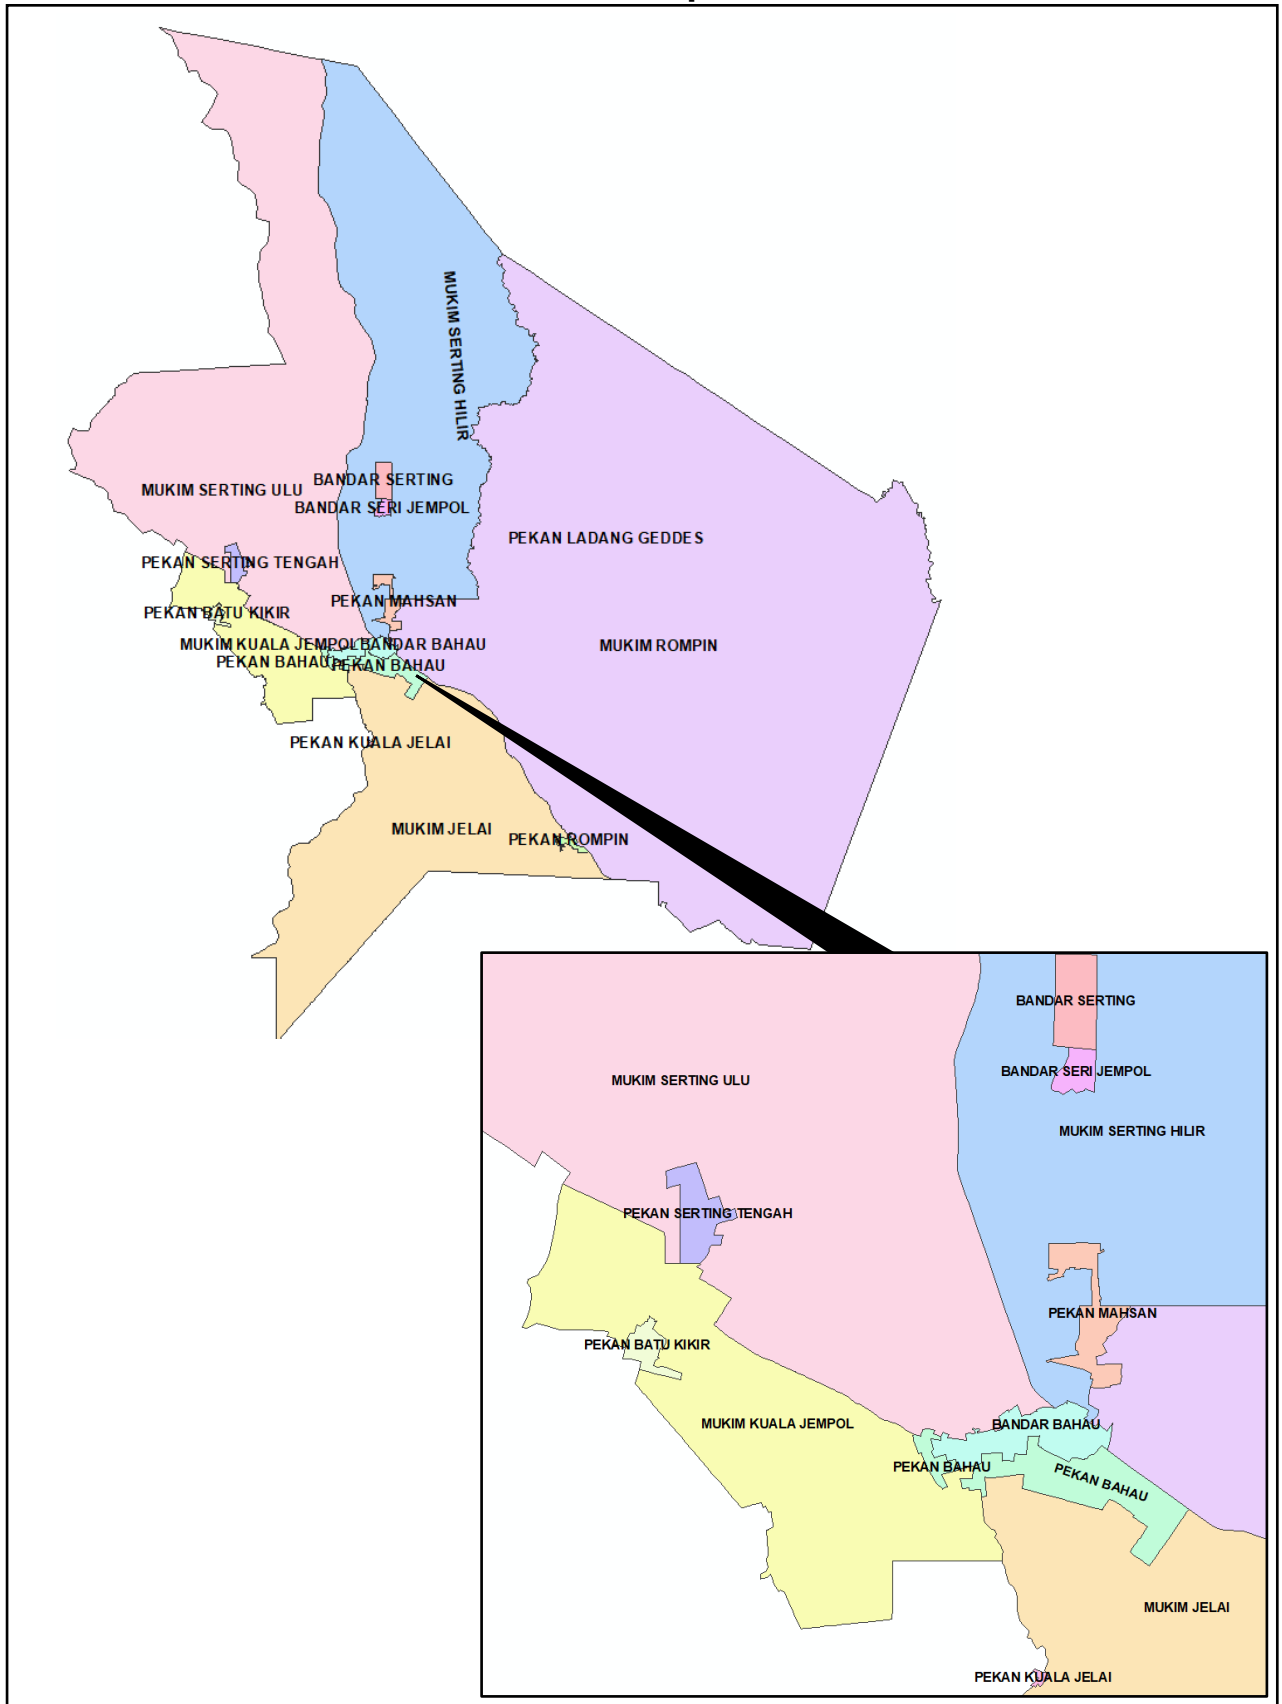 MUKIM SERTING HILIR
BANDAR SERTING
MUKIM SERTING ULU
BANDAR SERI JEMPOL
PEKAN LADANG GEDDES
PEKAN SERTING TENGAH
PEKAN MAHSAN
PEKAN BATU KIKIR
MUKIM KUALA JEMPOL
BANDAR BAHAU
MUKIM ROMPIN
PEKAN BAHAU
PEKAN BAHAU
PEKAN KUALA JELAI
MUKIM JELAI
PEKAN ROMPIN
BANDAR SERTING
BANDAR SERI JEMPOL
MUKIM SERTING ULU
MUKIM SERTING HILIR
PEKAN SERTING TENGAH
PEKAN MAHSAN
PEKAN BATU KIKIR
MUKIM KUALA JEMPOL
BANDAR BAHAU
PEKAN BAHAU
PEKAN BAHAU
MUKIM JELAI
PEKAN KUALA JELAI